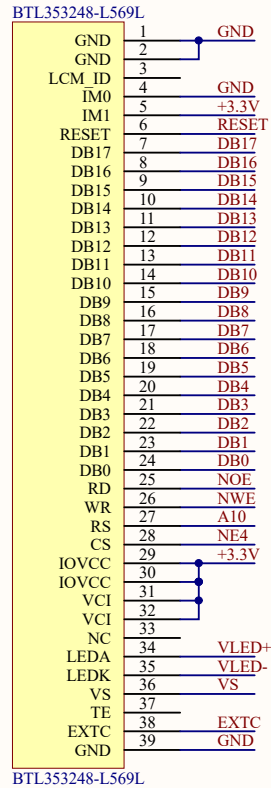 BTL353248-L569L
GND 1 GND
GND 2
LCM_ID 3
IM0 4 GND
IM1 5 +3.3V
RESET 6 RESET
DB17 7 DB17
DB16 8 DB16
DB15 9 DB15
DB14 10 DB14
DB13 11 DB13
DB12 12 DB12
DB11 13 DB11
DB10 14 DB10
DB9 15 DB9
DB8 16 DB8
DB7 17 DB7
DB6 18 DB6
DB5 19 DB5
DB4 20 DB4
DB3 21 DB3
DB2 22 DB2
DB1 23 DB1
DB0 24 DB0
RD 25 NOE
WR 26 NWE
RS 27 A10
CS 28 NE4
IOVCC 29 +3.3V
IOVCC 30
VCI 31
VCI 32
NC 33
LEDA 34 VLED+
LEDK 35 VLED-
VS 36 VS
TE 37
EXTC 38 EXTC
GND 39 GND
BTL353248-L569L